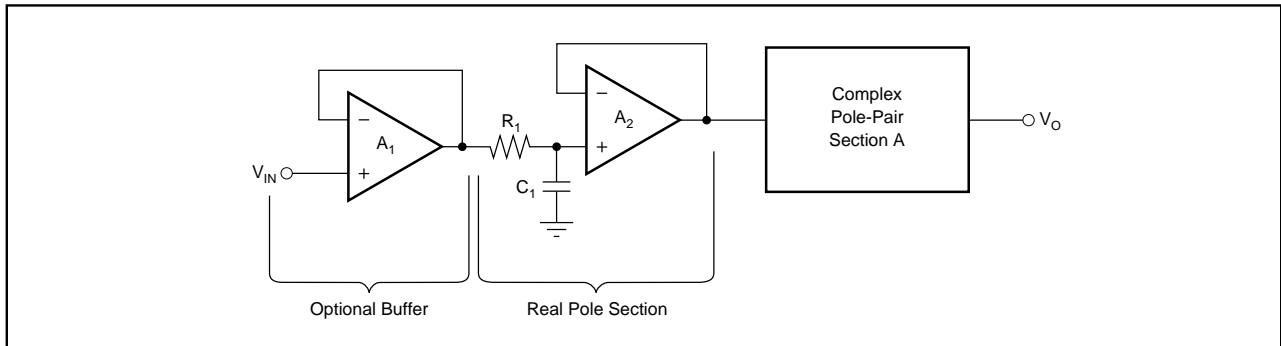 −
A1
+
VIN
R1
C1
−
A2
+
Complex
Pole-Pair
Section A
VO
Optional Buffer
Real Pole Section